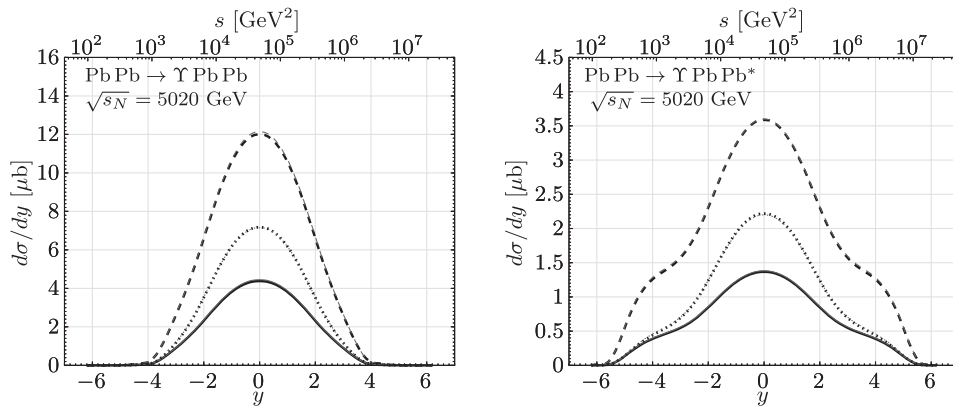 s [GeV²]
10² 10³ 10⁴ 10⁵ 10⁶ 10⁷
16
14
12
10
8
6
4
2
0
dσ/dy [μb]
Pb Pb → ϒ Pb Pb
√s_N = 5020 GeV
−6 −4 −2 0 2 4 6
y
s [GeV²]
10² 10³ 10⁴ 10⁵ 10⁶ 10⁷
4.5
4
3.5
3
2.5
2
1.5
1
0.5
0
dσ/dy [μb]
Pb Pb → ϒ Pb Pb*
√s_N = 5020 GeV
−6 −4 −2 0 2 4 6
y